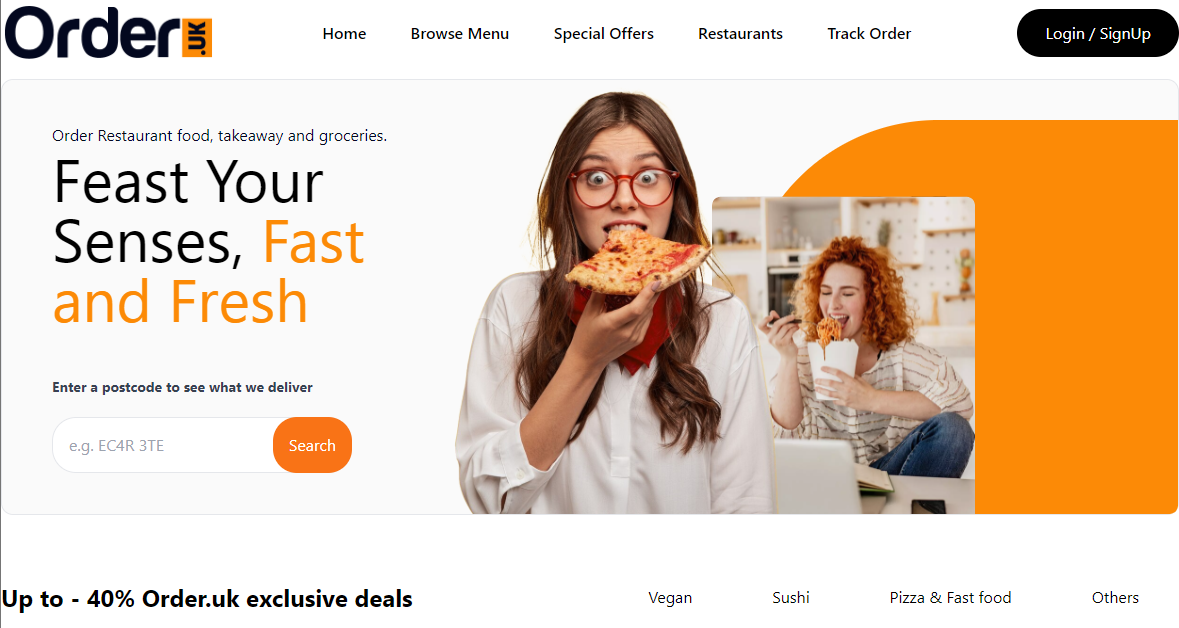 Order.uk
Home
Browse Menu
Special Offers
Restaurants
Track Order
Login / SignUp
Order Restaurant food, takeaway and groceries.
Feast Your
Senses, Fast
and Fresh
Enter a postcode to see what we deliver
e.g. EC4R 3TE
Search
Up to - 40% Order.uk exclusive deals
Vegan
Sushi
Pizza & Fast food
Others